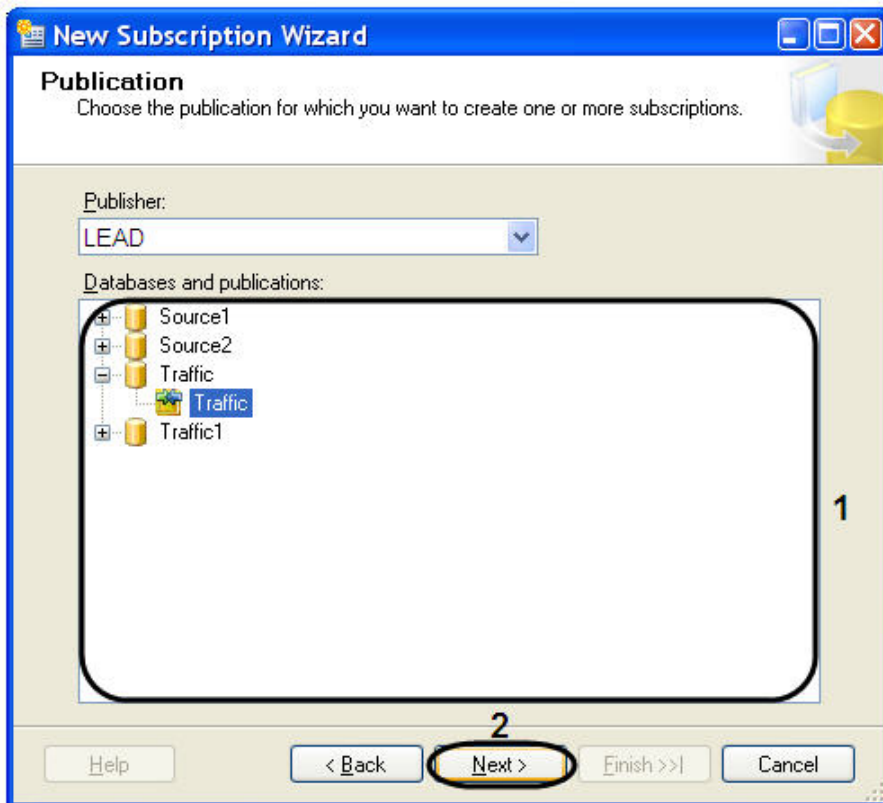 New Subscription Wizard
Publication
Choose the publication for which you want to create one or more subscriptions.
Publisher:
LEAD
Databases and publications:
Source1
Source2
Traffic
Traffic
Traffic1
1
2
Help
< Back
Next >
Finish >>|
Cancel